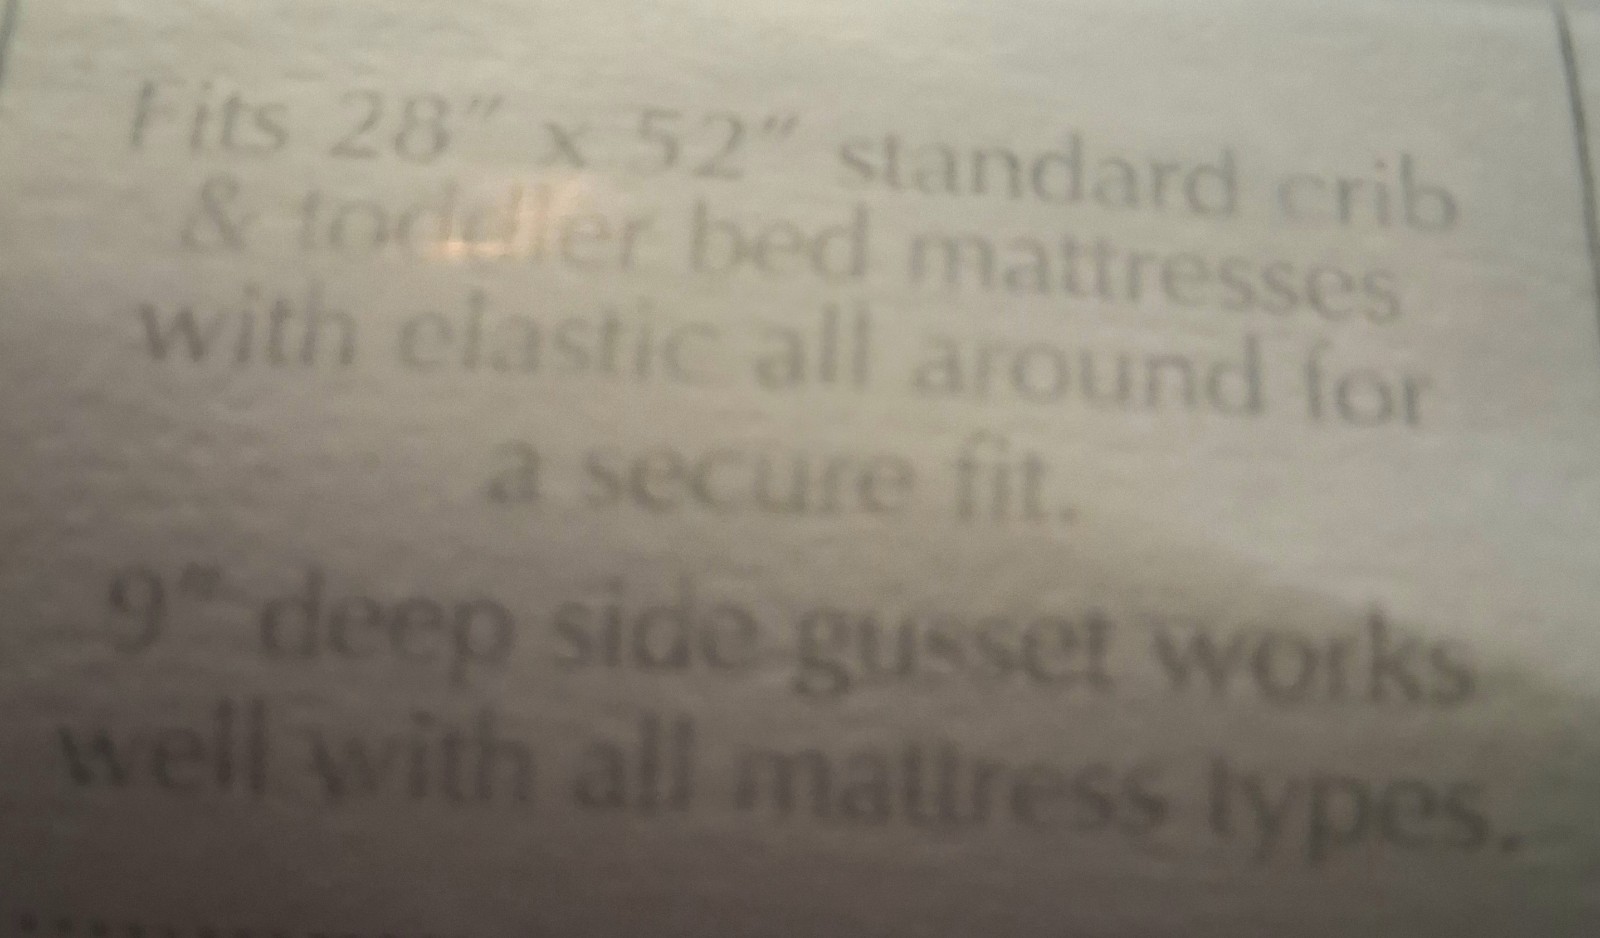 Fits 28" x 52" standard crib
& toddler bed mattresses
with elastic all around for
a secure fit.
9" deep side gusset works
well with all mattress types.